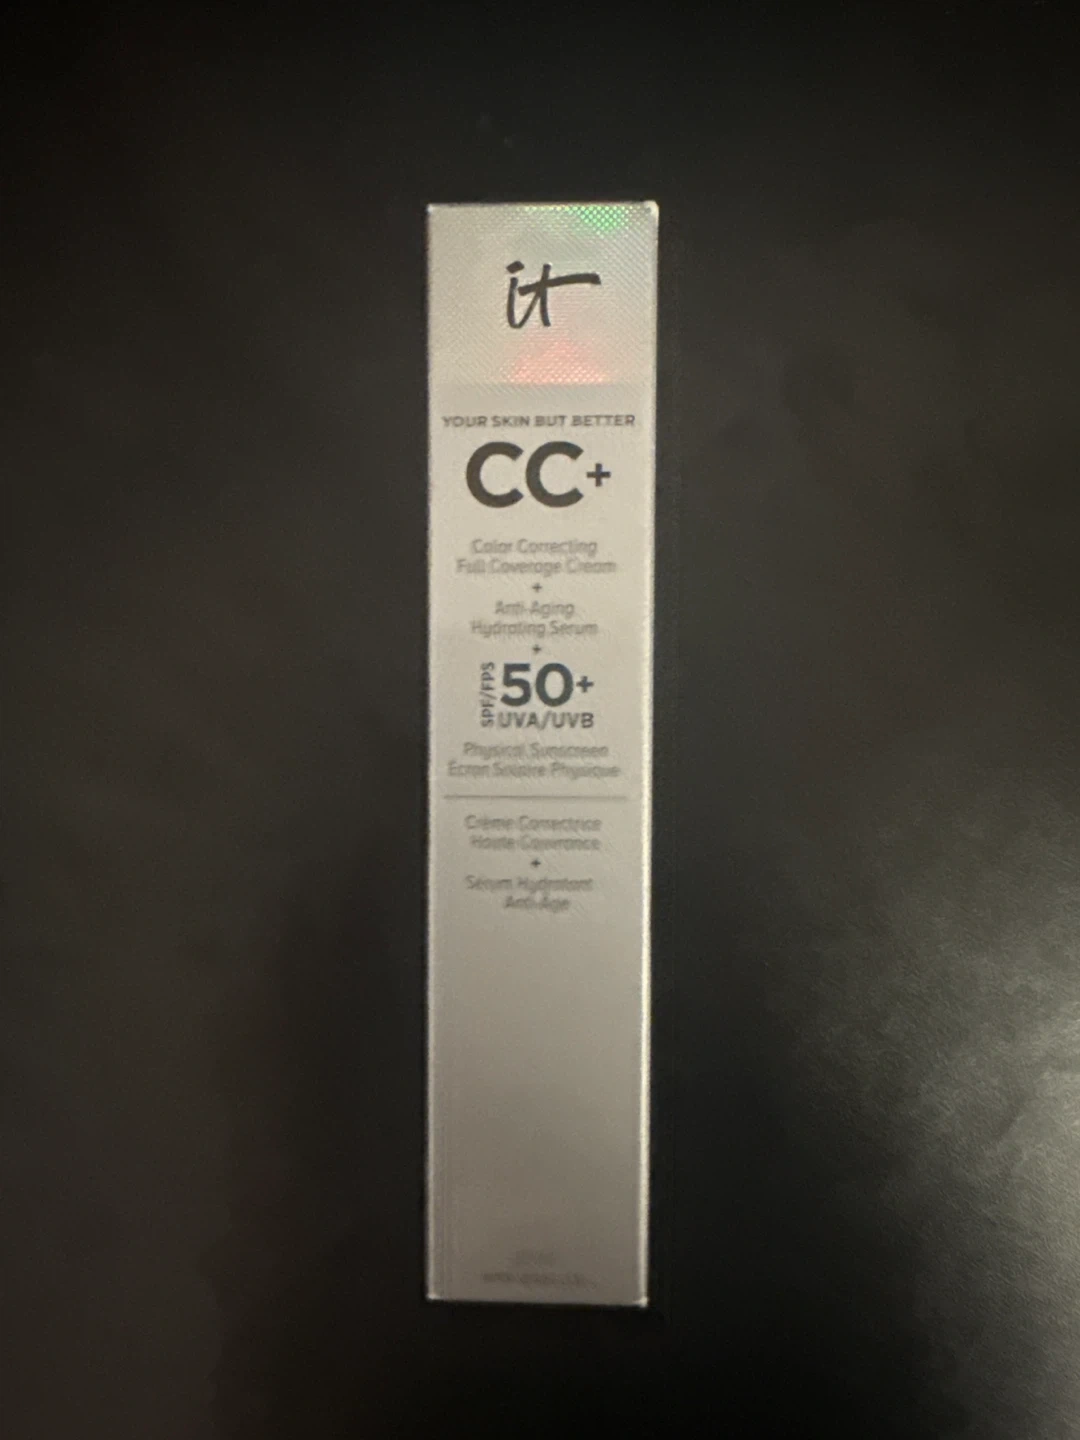 it
YOUR SKIN BUT BETTER
CC+
Color Correcting
Full Coverage Cream
+
Anti-Aging
Hydrating Serum
+
SPF/FPS 50+
UVA/UVB
Physical Sunscreen
Écran Solaire Physique
Crème Correctrice
Haute Couvrance
+
Sérum Hydratant
Anti-Âge